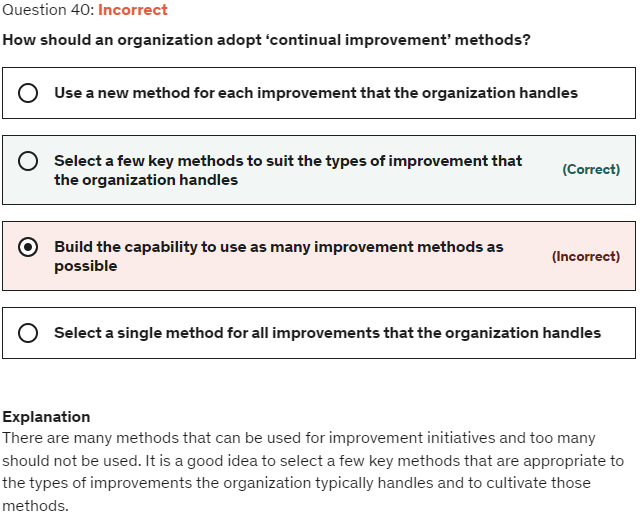 Question 40: Incorrect
How should an organization adopt ‘continual improvement’ methods?
Use a new method for each improvement that the organization handles
Select a few key methods to suit the types of improvement that
the organization handles
(Correct)
Build the capability to use as many improvement methods as
possible
(Incorrect)
Select a single method for all improvements that the organization handles
Explanation
There are many methods that can be used for improvement initiatives and too many
should not be used. It is a good idea to select a few key methods that are appropriate to
the types of improvements the organization typically handles and to cultivate those
methods.